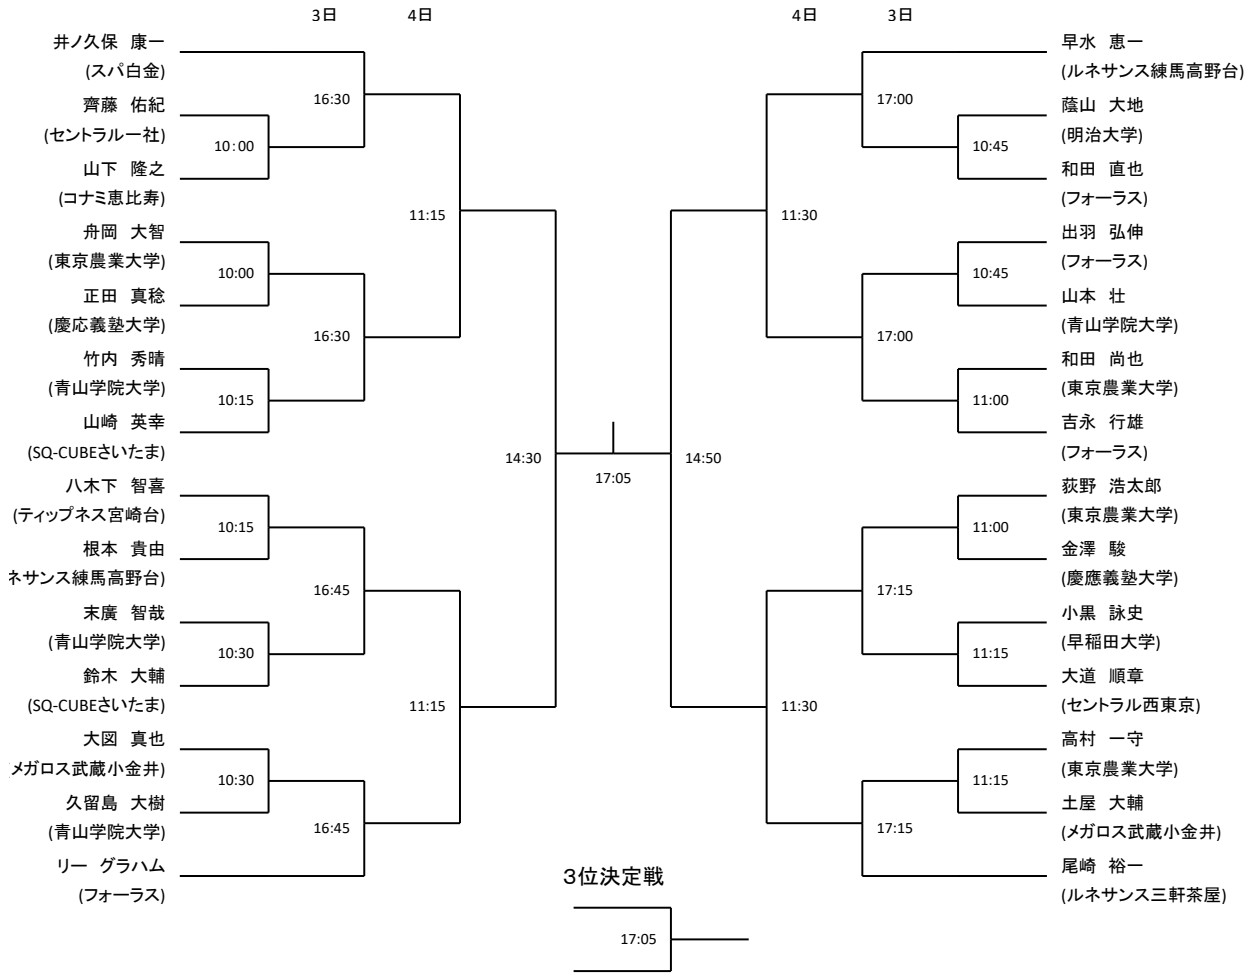 3日
4日
4日
3日
井ノ久保 康一
(スパ白金)
齊藤 佑紀
(セントラル一社)
山下 隆之
(コナミ恵比寿)
舟岡 大智
(東京農業大学)
正田 真稔
(慶応義塾大学)
竹内 秀晴
(青山学院大学)
山崎 英幸
(SQ-CUBEさいたま)
八木下 智喜
(ティップネス宮崎台)
根本 貴由
ネサンス練馬高野台)
末廣 智哉
(青山学院大学)
鈴木 大輔
(SQ-CUBEさいたま)
大図 真也
メガロス武蔵小金井)
久留島 大樹
(青山学院大学)
リー グラハム
(フォーラス)
10:00
10:00
10:15
10:15
10:30
10:30
16:30
16:30
16:45
16:45
11:15
11:15
14:30
17:05
14:50
11:30
11:30
17:00
17:00
17:15
17:15
10:45
10:45
11:00
11:00
11:15
11:15
早水 恵一
(ルネサンス練馬高野台)
蔭山 大地
(明治大学)
和田 直也
(フォーラス)
出羽 弘伸
(フォーラス)
山本 壮
(青山学院大学)
和田 尚也
(東京農業大学)
吉永 行雄
(フォーラス)
荻野 浩太郎
(東京農業大学)
金澤 駿
(慶應義塾大学)
小黒 詠史
(早稲田大学)
大道 順章
(セントラル西東京)
高村 一守
(東京農業大学)
土屋 大輔
(メガロス武蔵小金井)
尾崎 裕一
(ルネサンス三軒茶屋)
3位決定戦
17:05